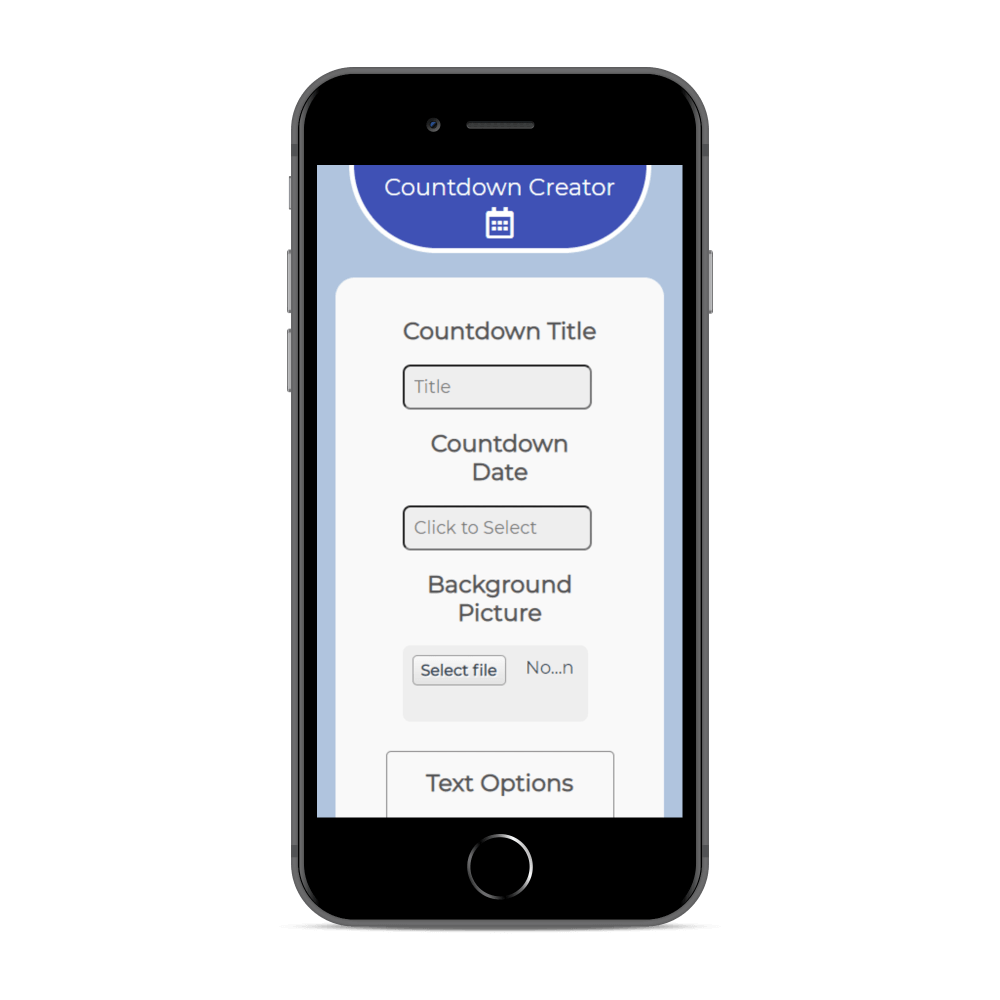 Countdown Creator
Countdown Title
Title
Countdown
Date
Click to Select
Background
Picture
Select file No...n
Text Options